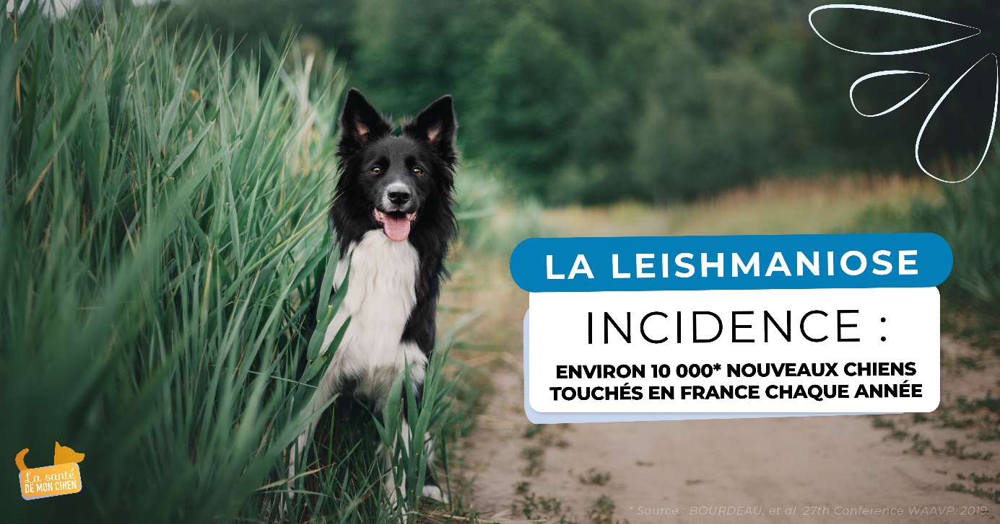 LA LEISHMANIOSE
INCIDENCE :
ENVIRON 10 000* NOUVEAUX CHIENS
TOUCHÉS EN FRANCE CHAQUE ANNÉE
La santé
DE MON CHIEN
* Source : BOURDEAU, et al. 27th Conference WAAVP. 2019.